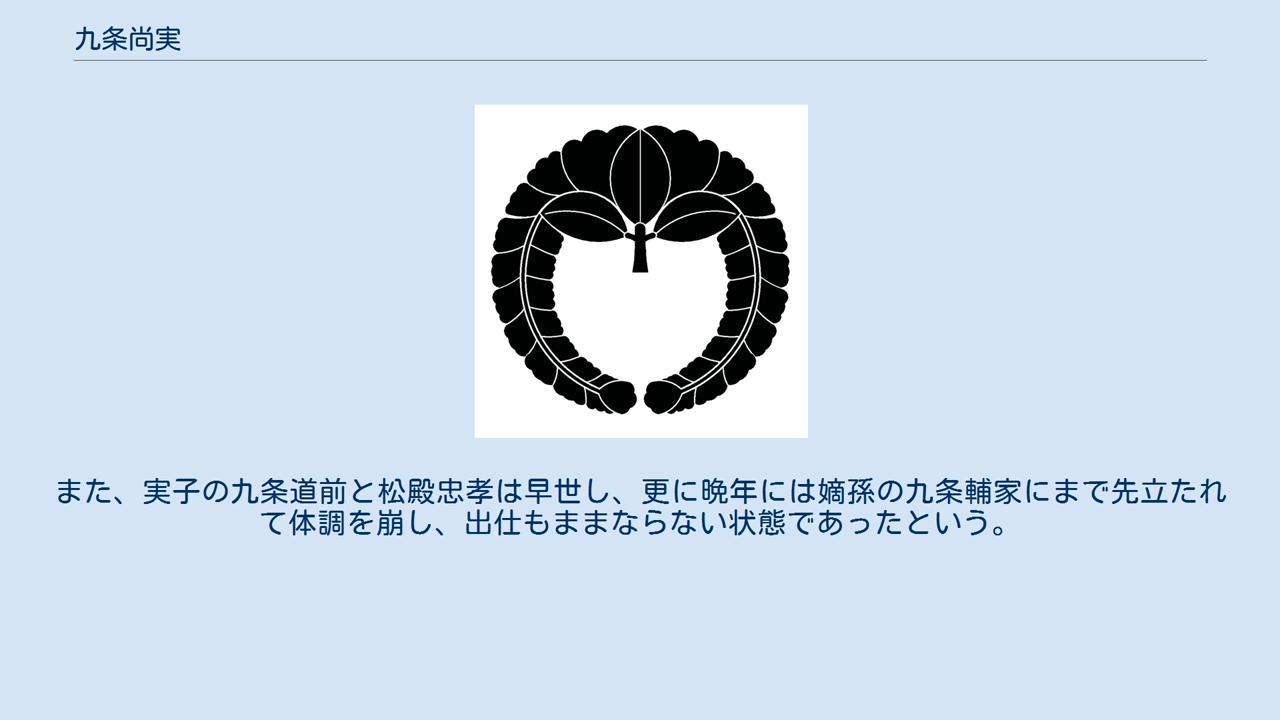 九条尚実
また、実子の九条道前と松殿忠孝は早世し、更に晩年には嫡孫の九条輔家にまで先立たれ
て体調を崩し、出仕もままならない状態であったという。